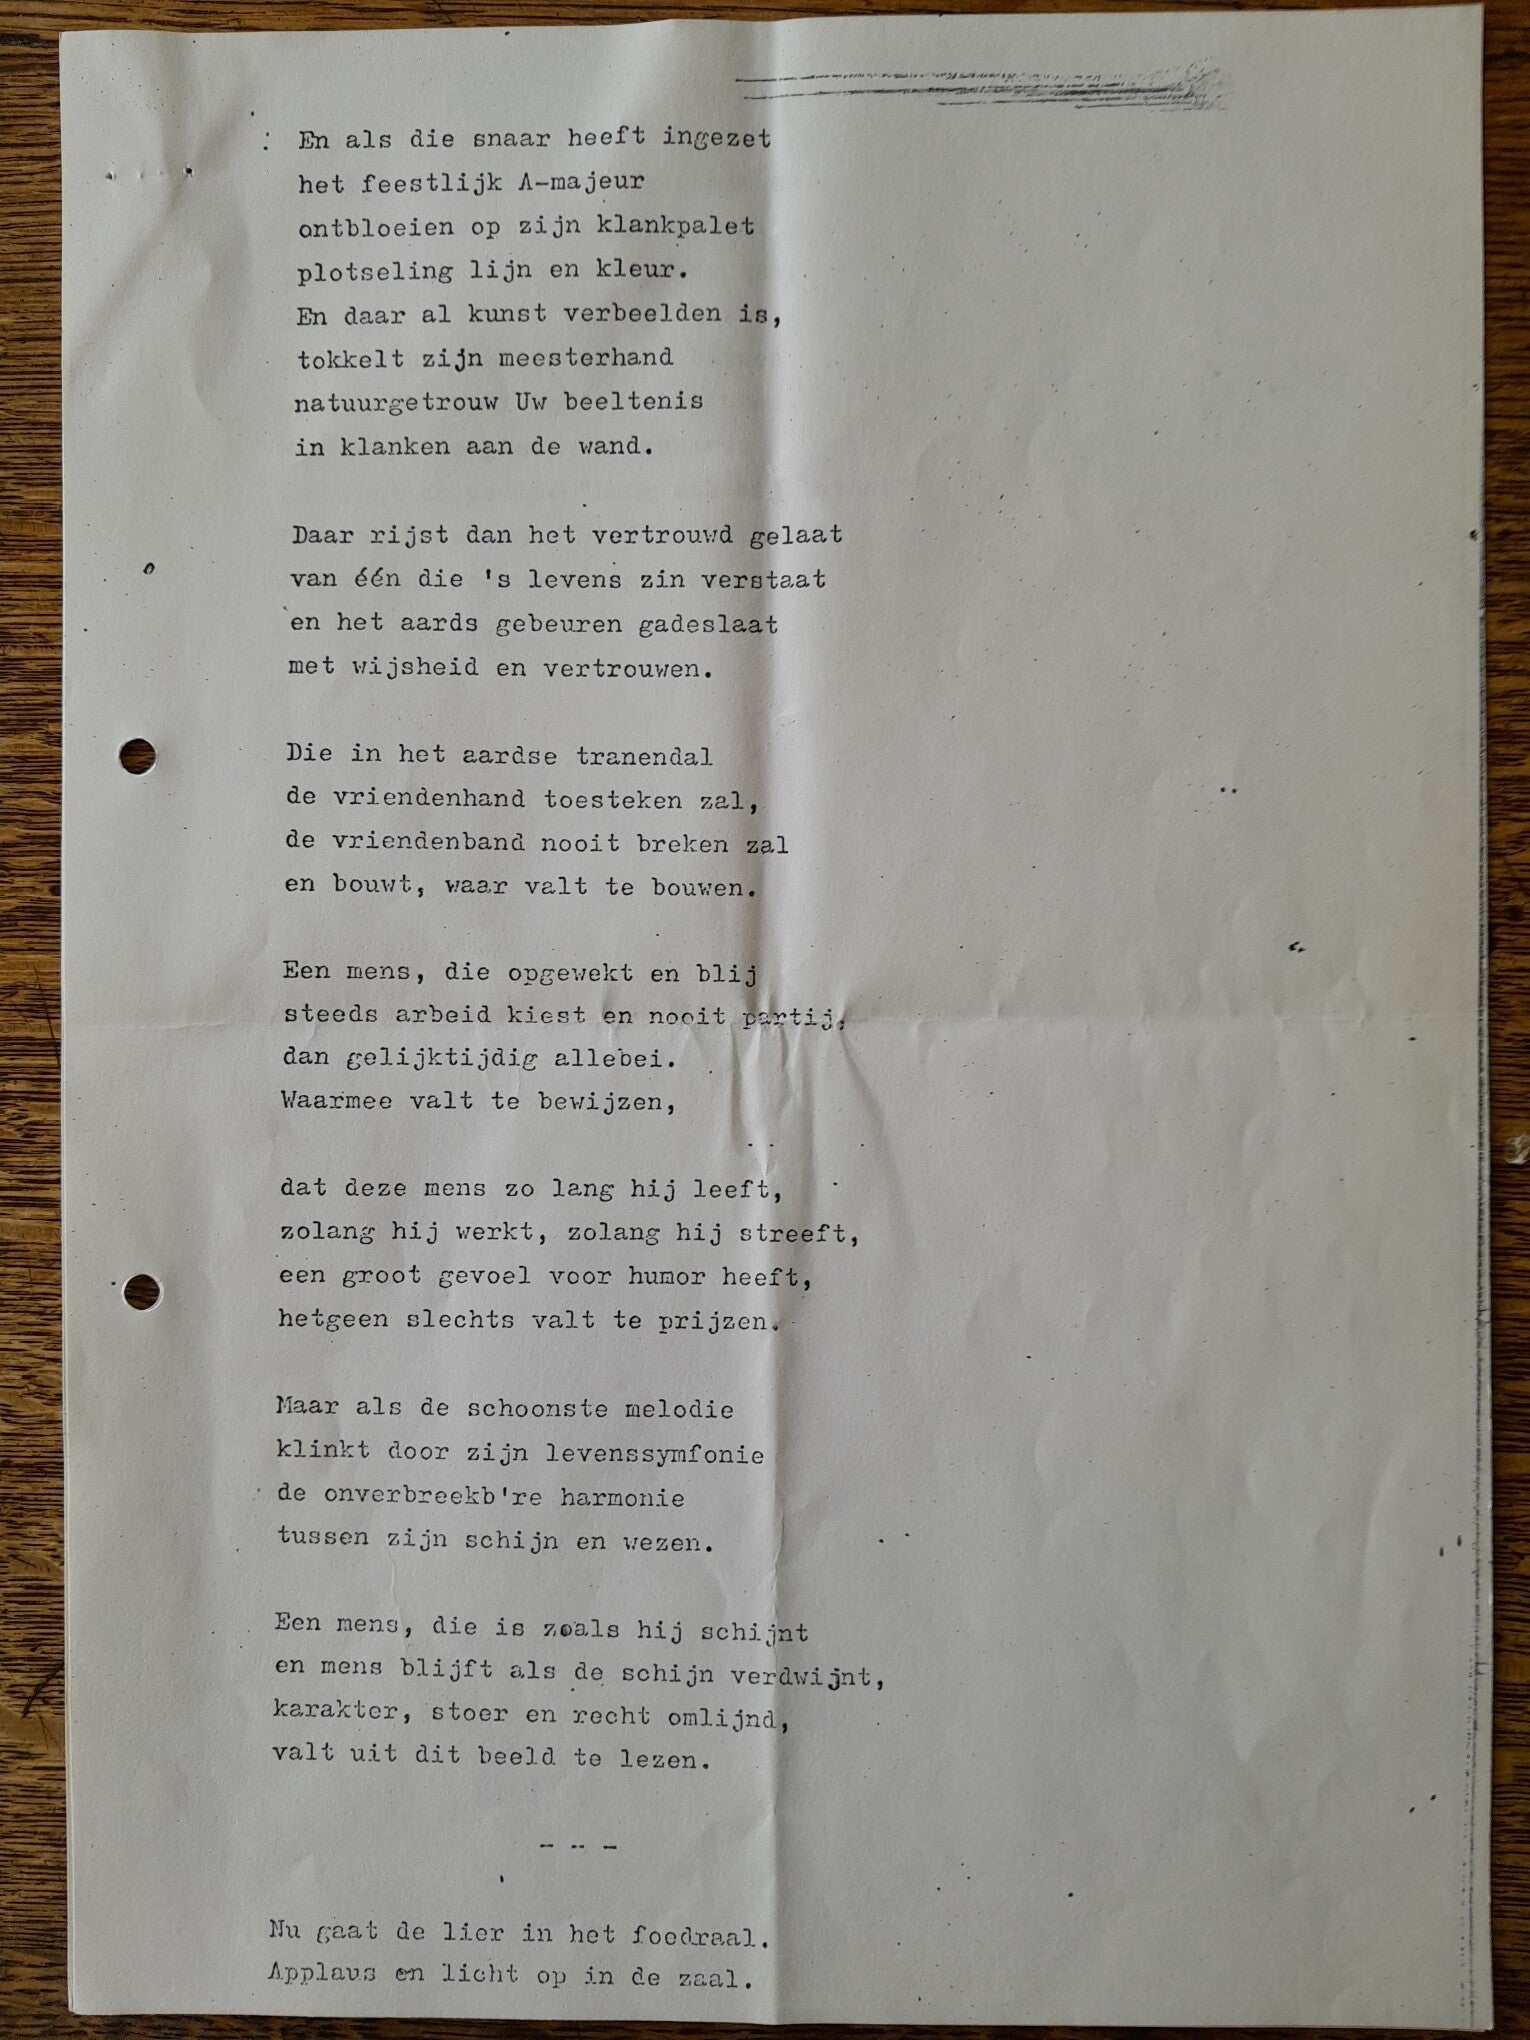 En als die snaar heeft ingezet
het feestlijk A-majeur
ontbloeien op zijn klankpalet
plotseling lijn en kleur.
En daar al kunst verbeelden is,
tokkelt zijn meesterhand
natuurgetrouw Uw beeltenis
in klanken aan de wand.

Daar rijst dan het vertrouwd gelaat
van één die 's levens zin verstaat
en het aards gebeuren gadeslaat
met wijsheid en vertrouwen.

Die in het aardse tranendal
de vriendenhand toesteken zal,
de vriendenband nooit breken zal
en bouwt, waar valt te bouwen.

Een mens, die opgewekt en blij
steeds arbeid kiest en nooit partij,
dan gelijktijdig allebei.
Waarmee valt te bewijzen,

dat deze mens zo lang hij leeft,
zolang hij werkt, zolang hij streeft,
een groot gevoel voor humor heeft,
hetgeen slechts valt te prijzen.

Maar als de schoonste melodie
klinkt door zijn levenssymfonie
de onverbreekb're harmonie
tussen zijn schijn en wezen.

Een mens, die is zoals hij schijnt
en mens blijft als de schijn verdwijnt,
karakter, stoer en recht omlijnd,
valt uit dit beeld te lezen.

- - -

Nu gaat de lier in het foedraal.
Applaus en licht op in de zaal.